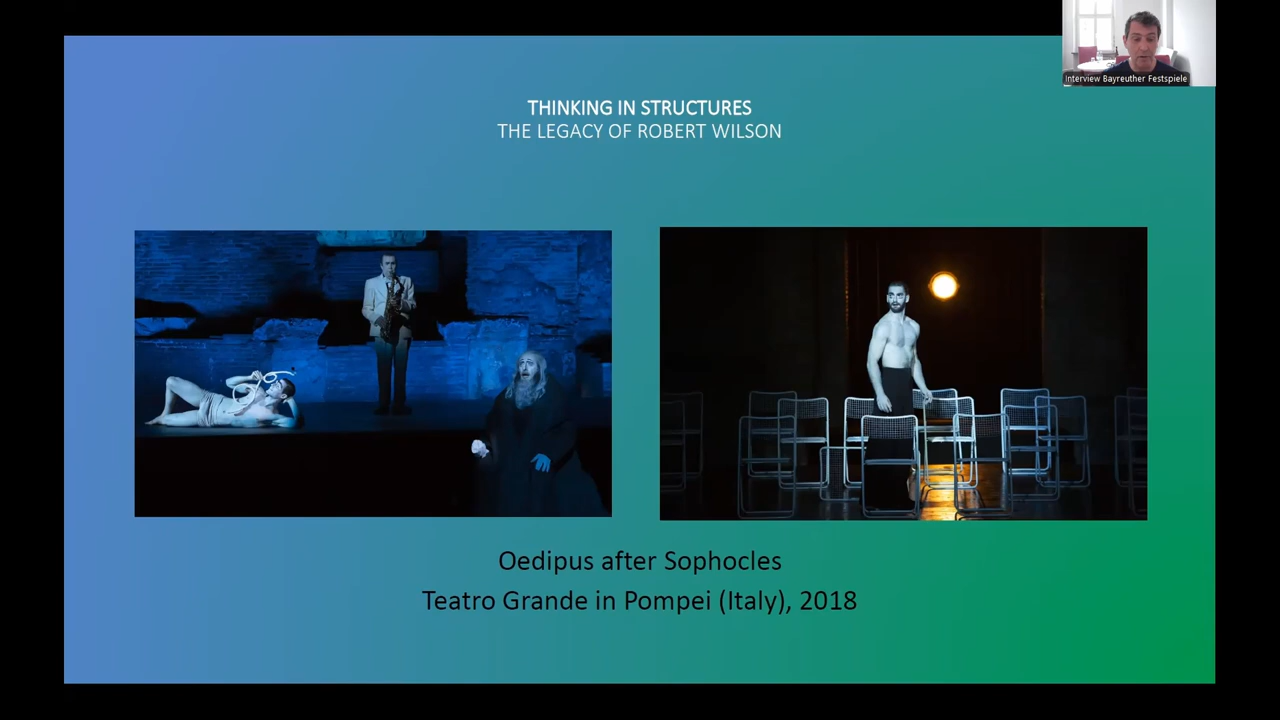 Interview Bayreuther Festspiele
THINKING IN STRUCTURES
THE LEGACY OF ROBERT WILSON
Oedipus after Sophocles
Teatro Grande in Pompei (Italy), 2018